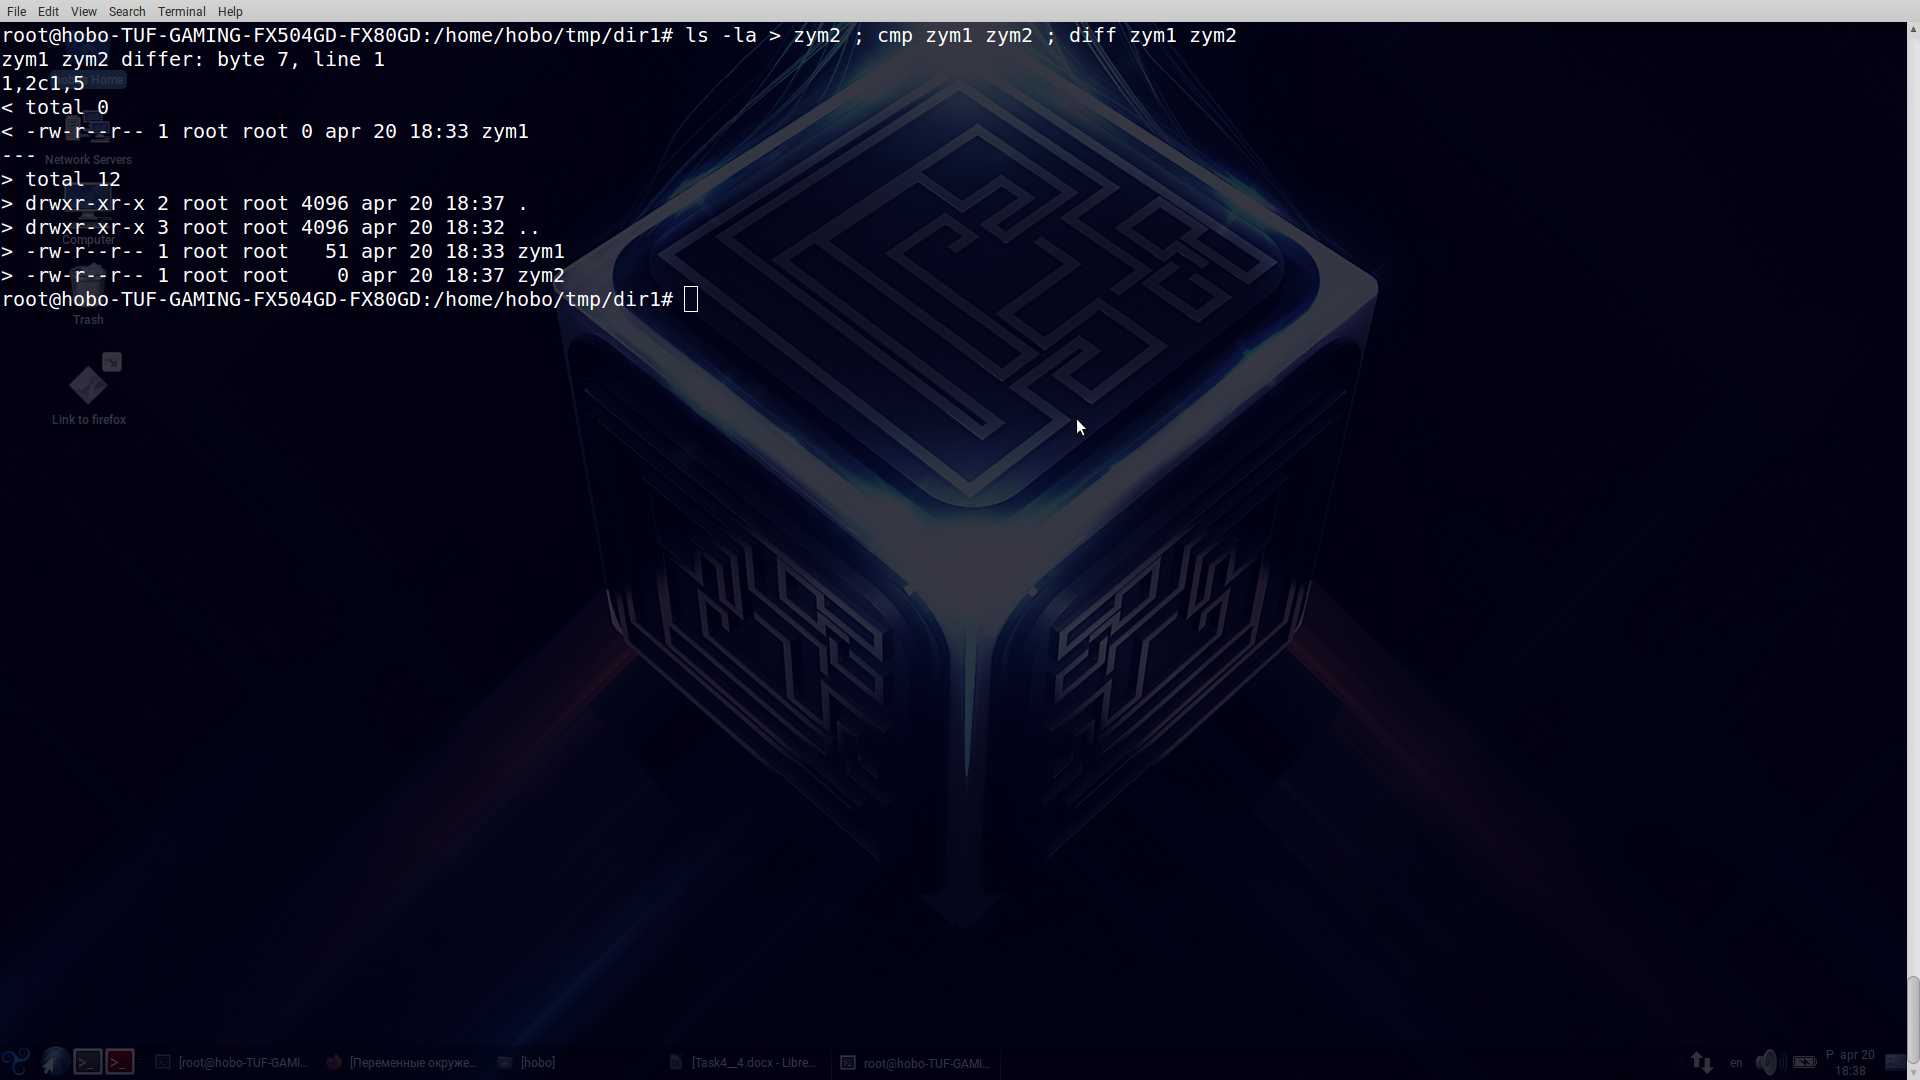 File Edit View Search Terminal Help
root@hobo-TUF-GAMING-FX504GD-FX80GD:/home/hobo/tmp/dir1# ls -la > zym2 ; cmp zym1 zym2 ; diff zym1 zym2
zym1 zym2 differ: byte 7, line 1
1,2c1,5
< total 0
< -rw-r--r-- 1 root root 0 apr 20 18:33 zym1
---
> total 12
> drwxr-xr-x 2 root root 4096 apr 20 18:37 .
> drwxr-xr-x 3 root root 4096 apr 20 18:32 ..
> -rw-r--r-- 1 root root   51 apr 20 18:33 zym1
> -rw-r--r-- 1 root root    0 apr 20 18:37 zym2
root@hobo-TUF-GAMING-FX504GD-FX80GD:/home/hobo/tmp/dir1#
Home
Network Servers
Computer
Trash
Link to firefox
[root@hobo-TUF-GAMI... [Переменные окруже... [hobo] [Task4__4.docx - Libre... root@hobo-TUF-GAMI... en P apr 20
18:38